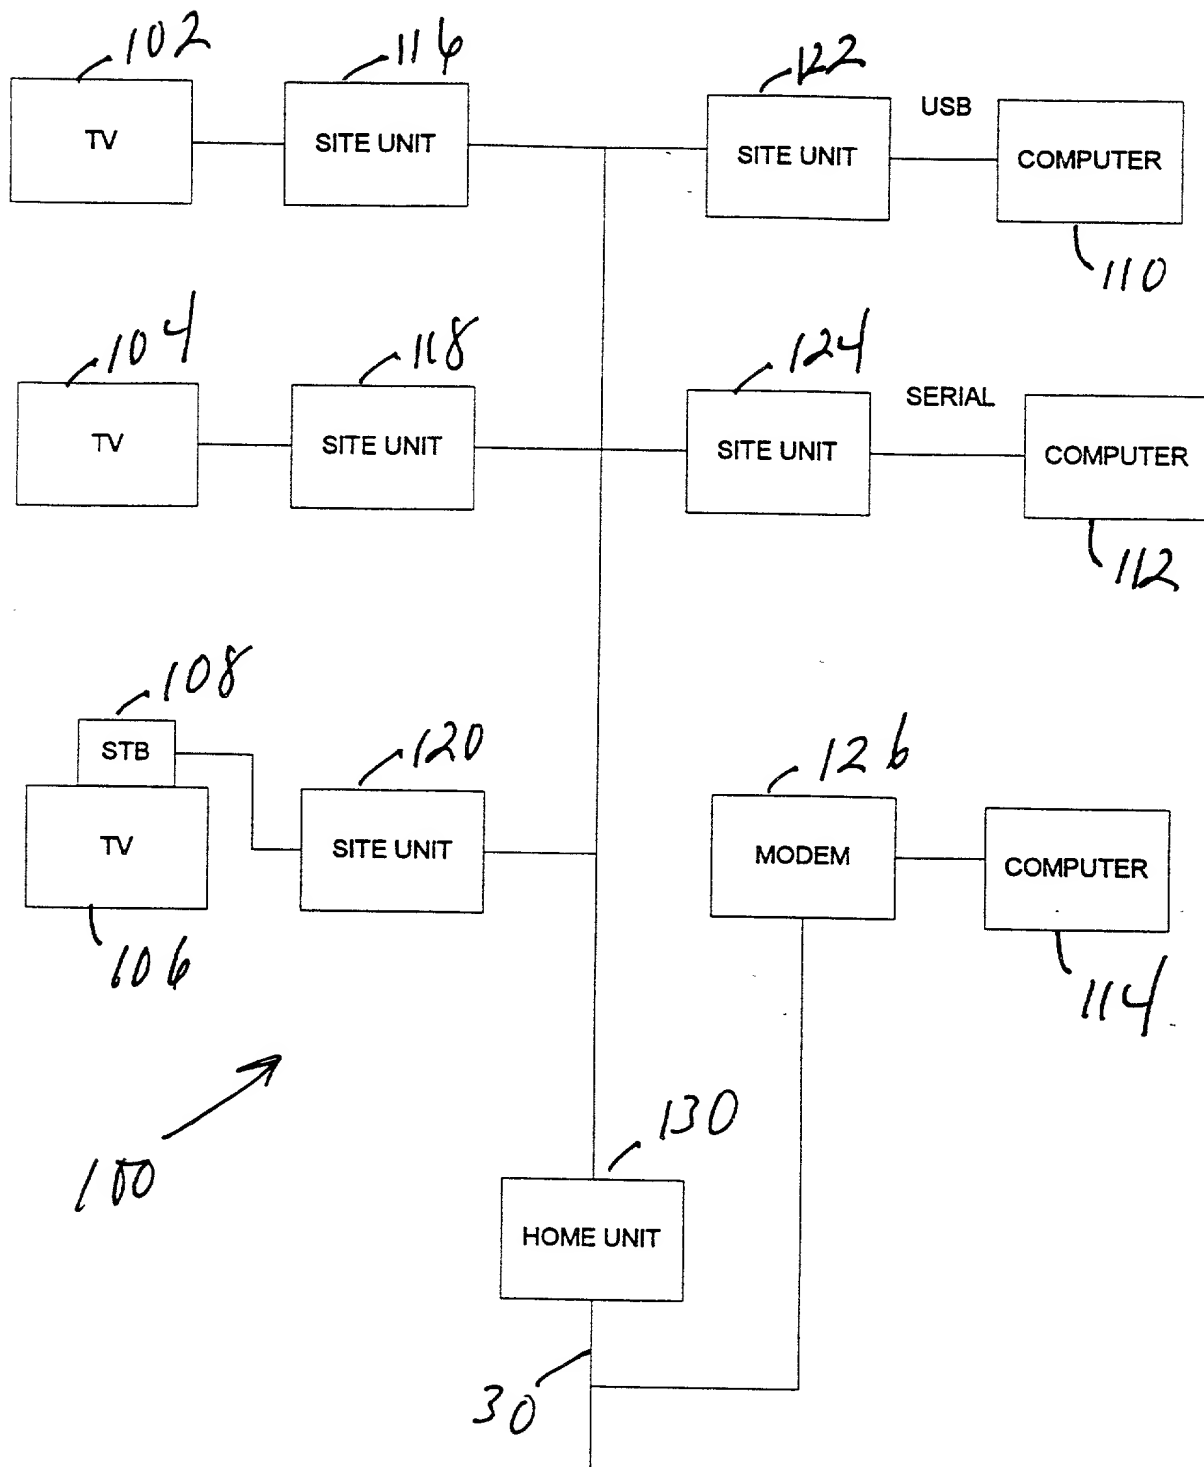 102
116
122
TV
SITE UNIT
SITE UNIT
USB
COMPUTER
110
104
118
124
TV
SITE UNIT
SITE UNIT
SERIAL
COMPUTER
112
108
STB
120
126
TV
SITE UNIT
MODEM
COMPUTER
106
114
100
130
HOME UNIT
30